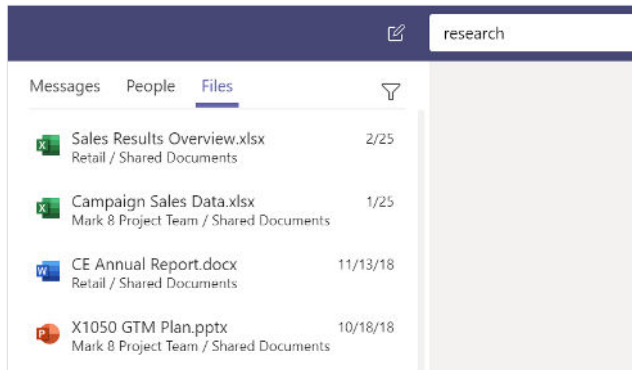 research
Messages People Files
Sales Results Overview.xlsx 2/25
Retail / Shared Documents
Campaign Sales Data.xlsx 1/25
Mark 8 Project Team / Shared Documents
CE Annual Report.docx 11/13/18
Retail / Shared Documents
X1050 GTM Plan.pptx 10/18/18
Mark 8 Project Team / Shared Documents